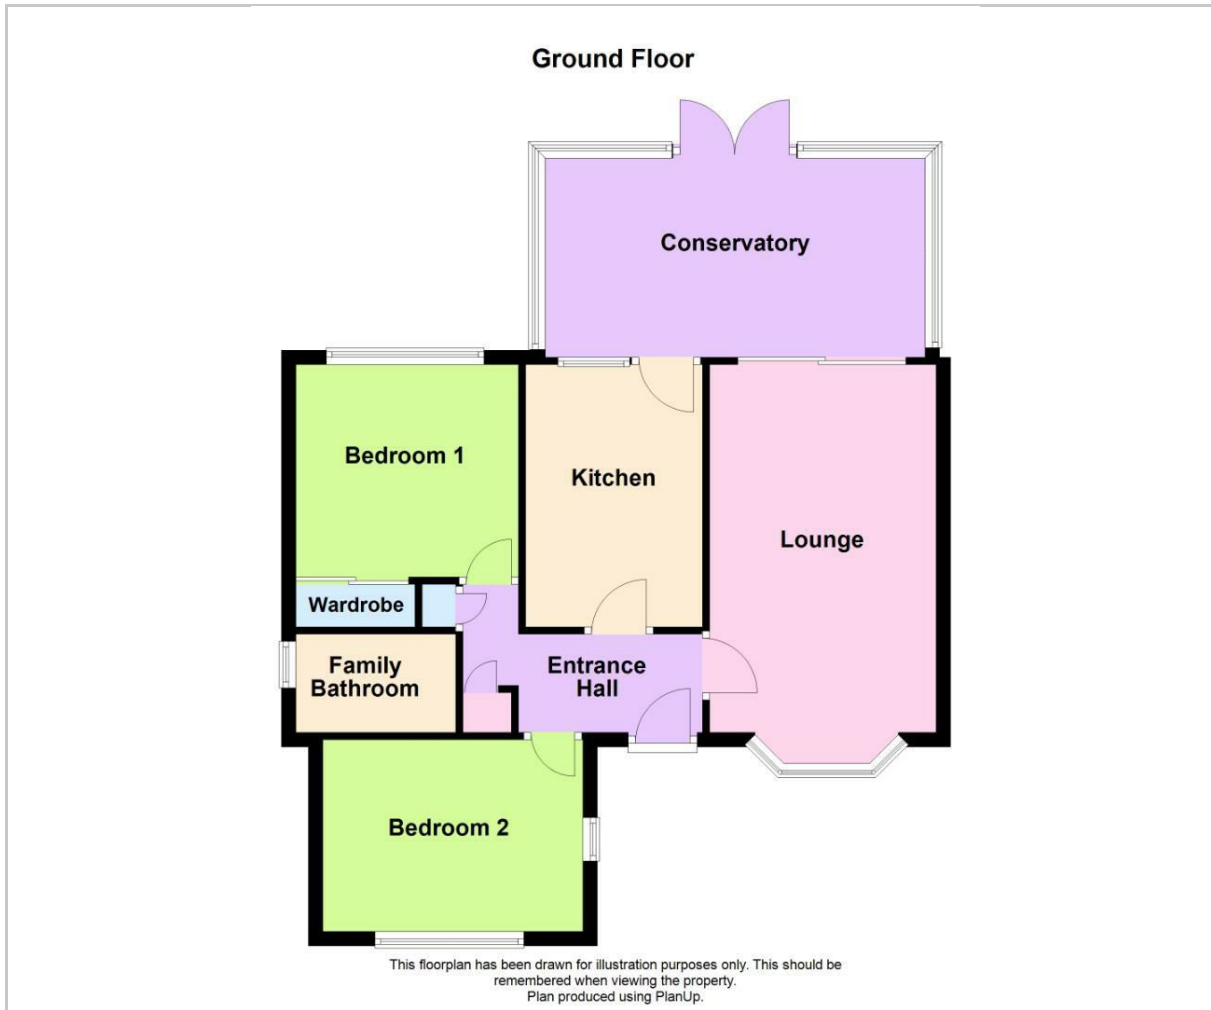 Ground Floor
Conservatory
Bedroom 1
Kitchen
Lounge
Wardrobe
Family
Bathroom
Entrance
Hall
Bedroom 2
This floorplan has been drawn for illustration purposes only. This should be
remembered when viewing the property.
Plan produced using PlanUp.